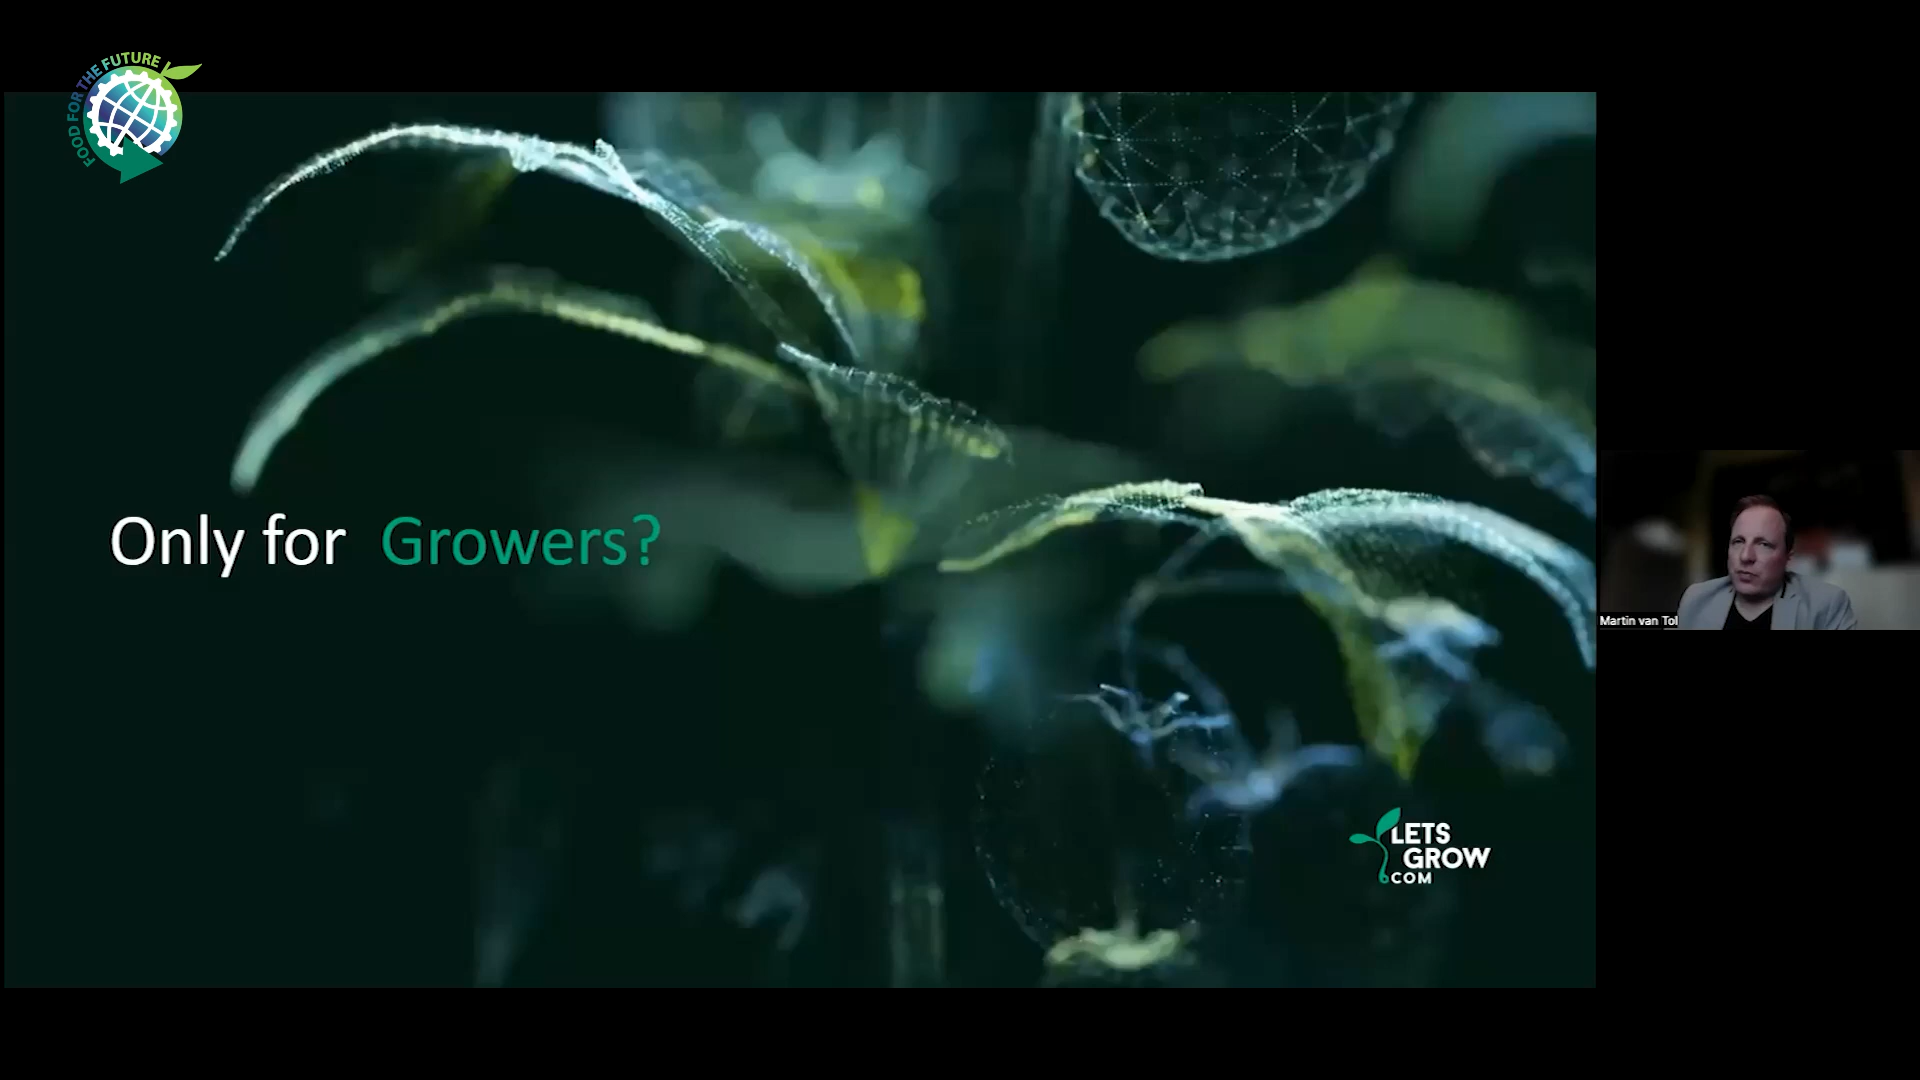 FOOD FOR THE FUTURE
Only for Growers?
Martin van Tol
LETS
GROW
.COM